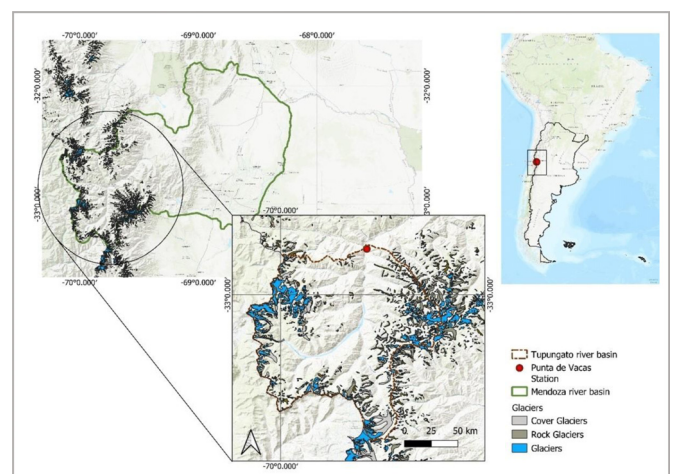 -70°0.000'
-69°0.000'
-68°0.000'
-32°0.000'
-32°0.000'
-33°0.000'
-33°0.000'
-70°0.000'
-69°0.000'
-70°0.000'
-33°0.000'
-33°0.000'
-70°0.000'
0 25 50 km
Tupungato river basin
Punta de Vacas
Station
Mendoza river basin
Glaciers
Cover Glaciers
Rock Glaciers
Glaciers